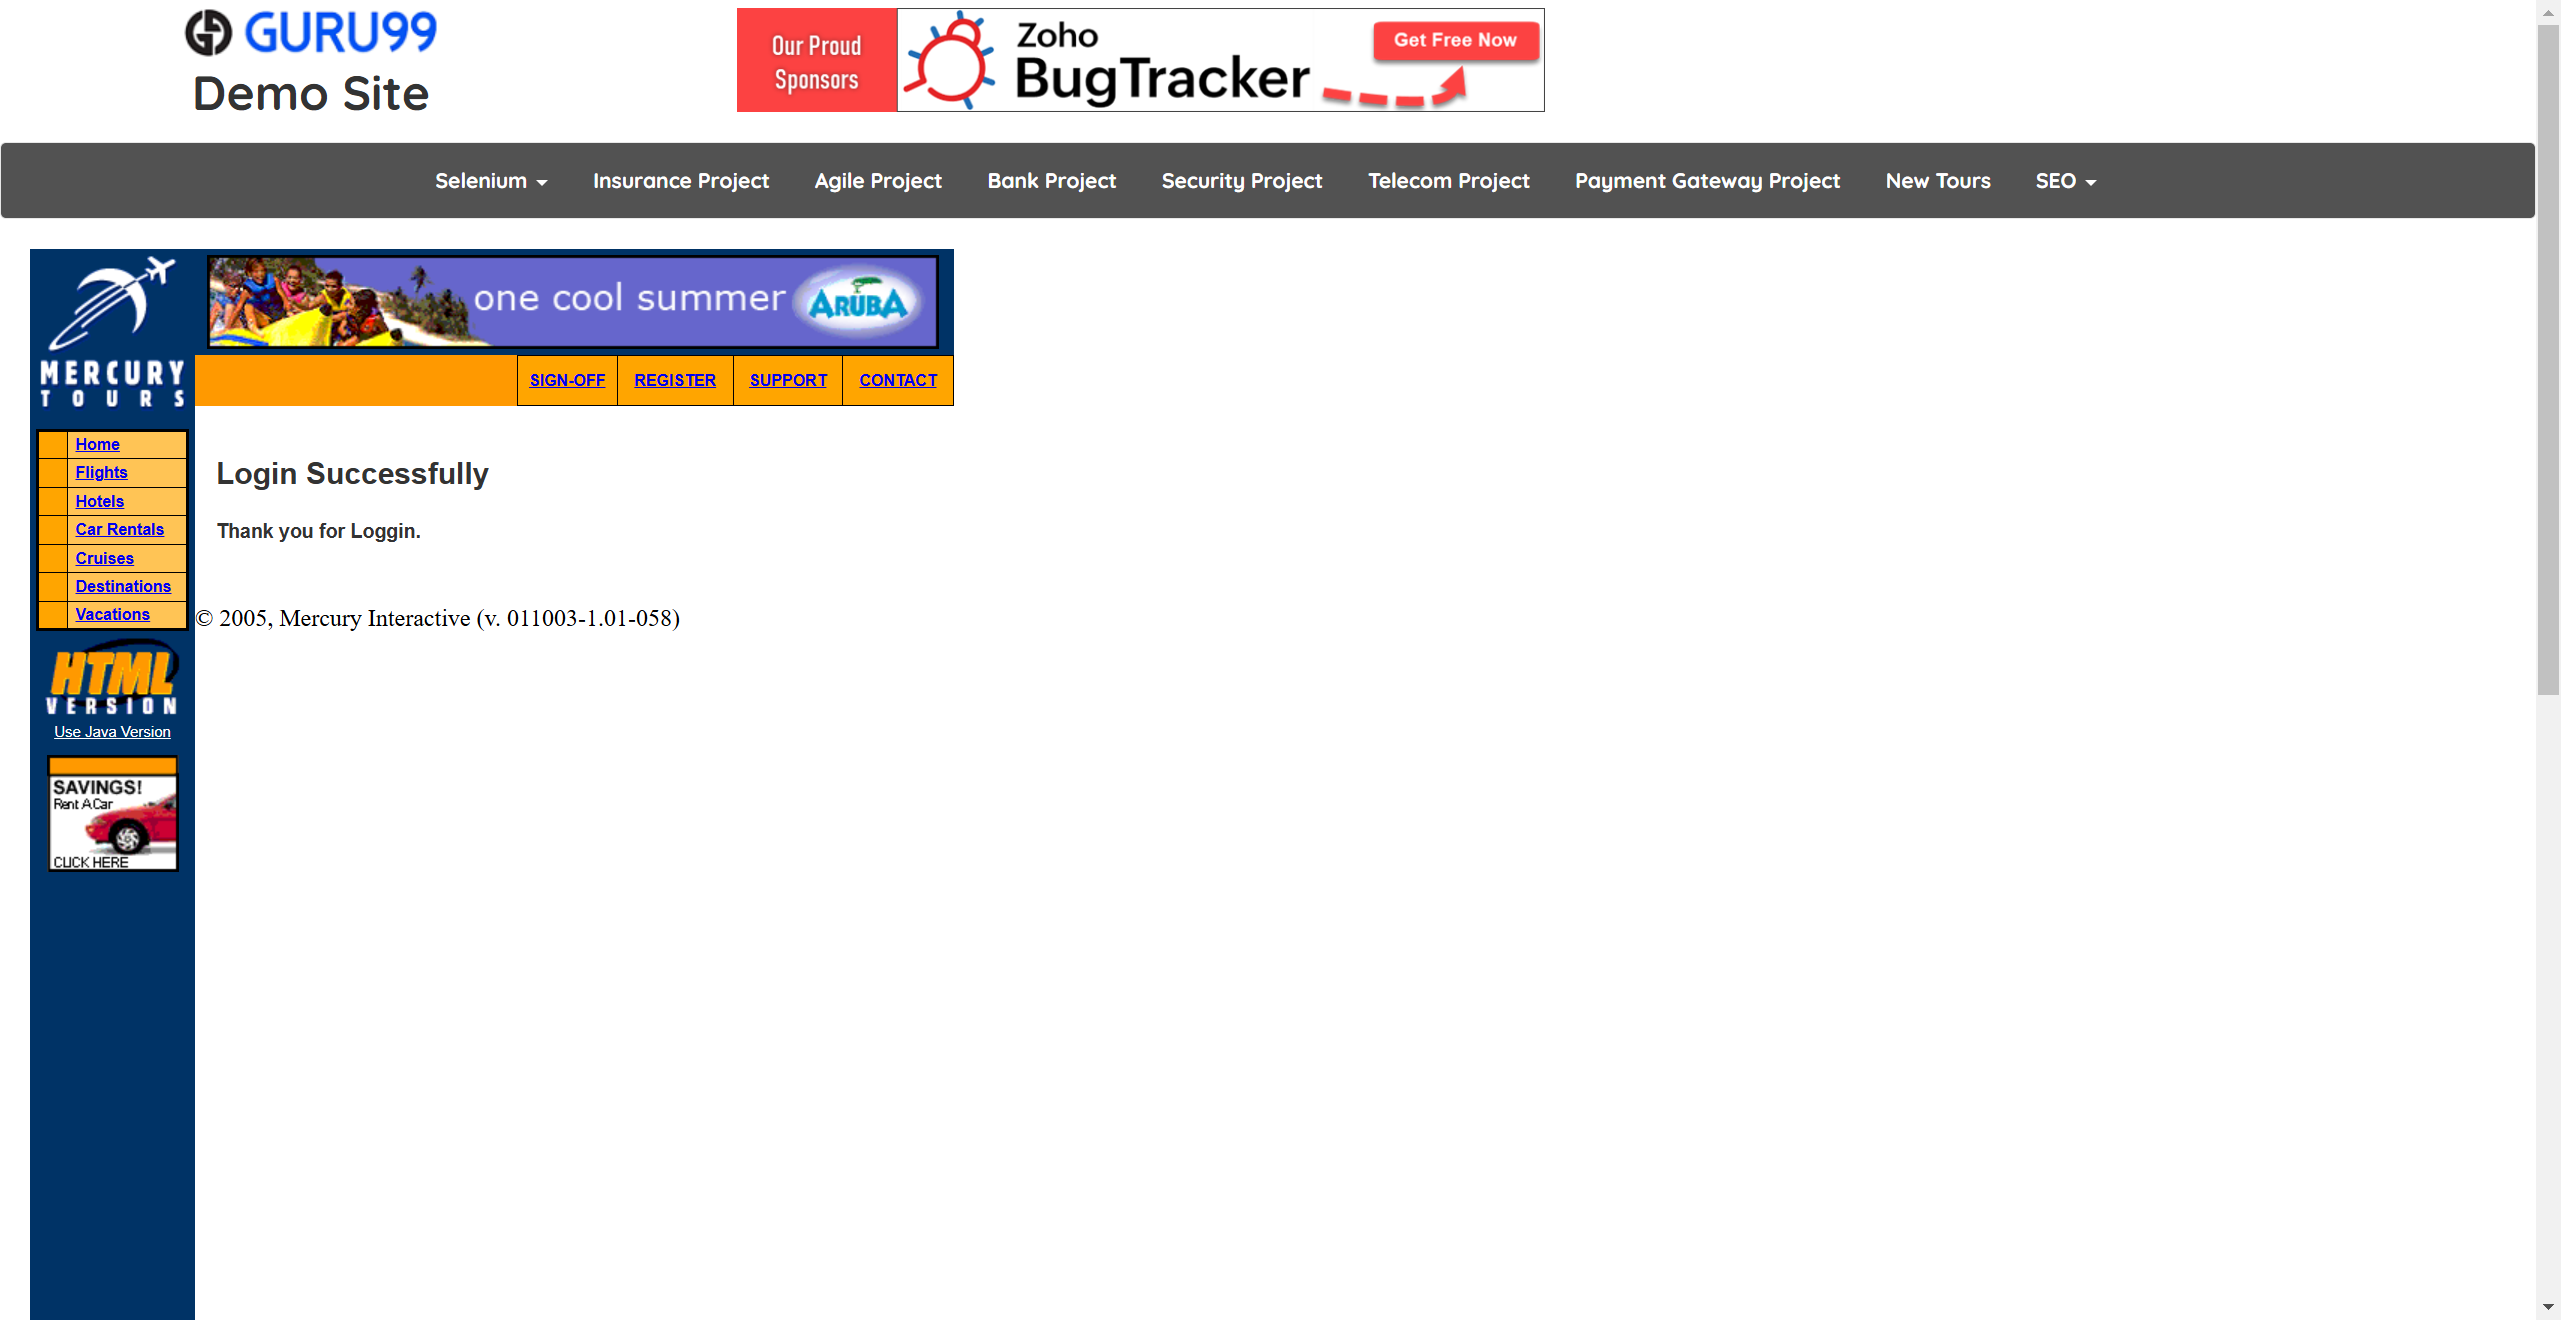 GURU99
Demo Site
Our Proud
Sponsors
Zoho
BugTracker
Get Free Now
Selenium
Insurance Project
Agile Project
Bank Project
Security Project
Telecom Project
Payment Gateway Project
New Tours
SEO
MERCURY
TOURS
one cool summer
ARUBA
SIGN-OFF
REGISTER
SUPPORT
CONTACT
Home
Flights
Hotels
Car Rentals
Cruises
Destinations
Vacations
Login Successfully
Thank you for Loggin.
© 2005, Mercury Interactive (v. 011003-1.01-058)
HTML
VERSION
Use Java Version
SAVINGS!
Rent A Car
CLICK HERE